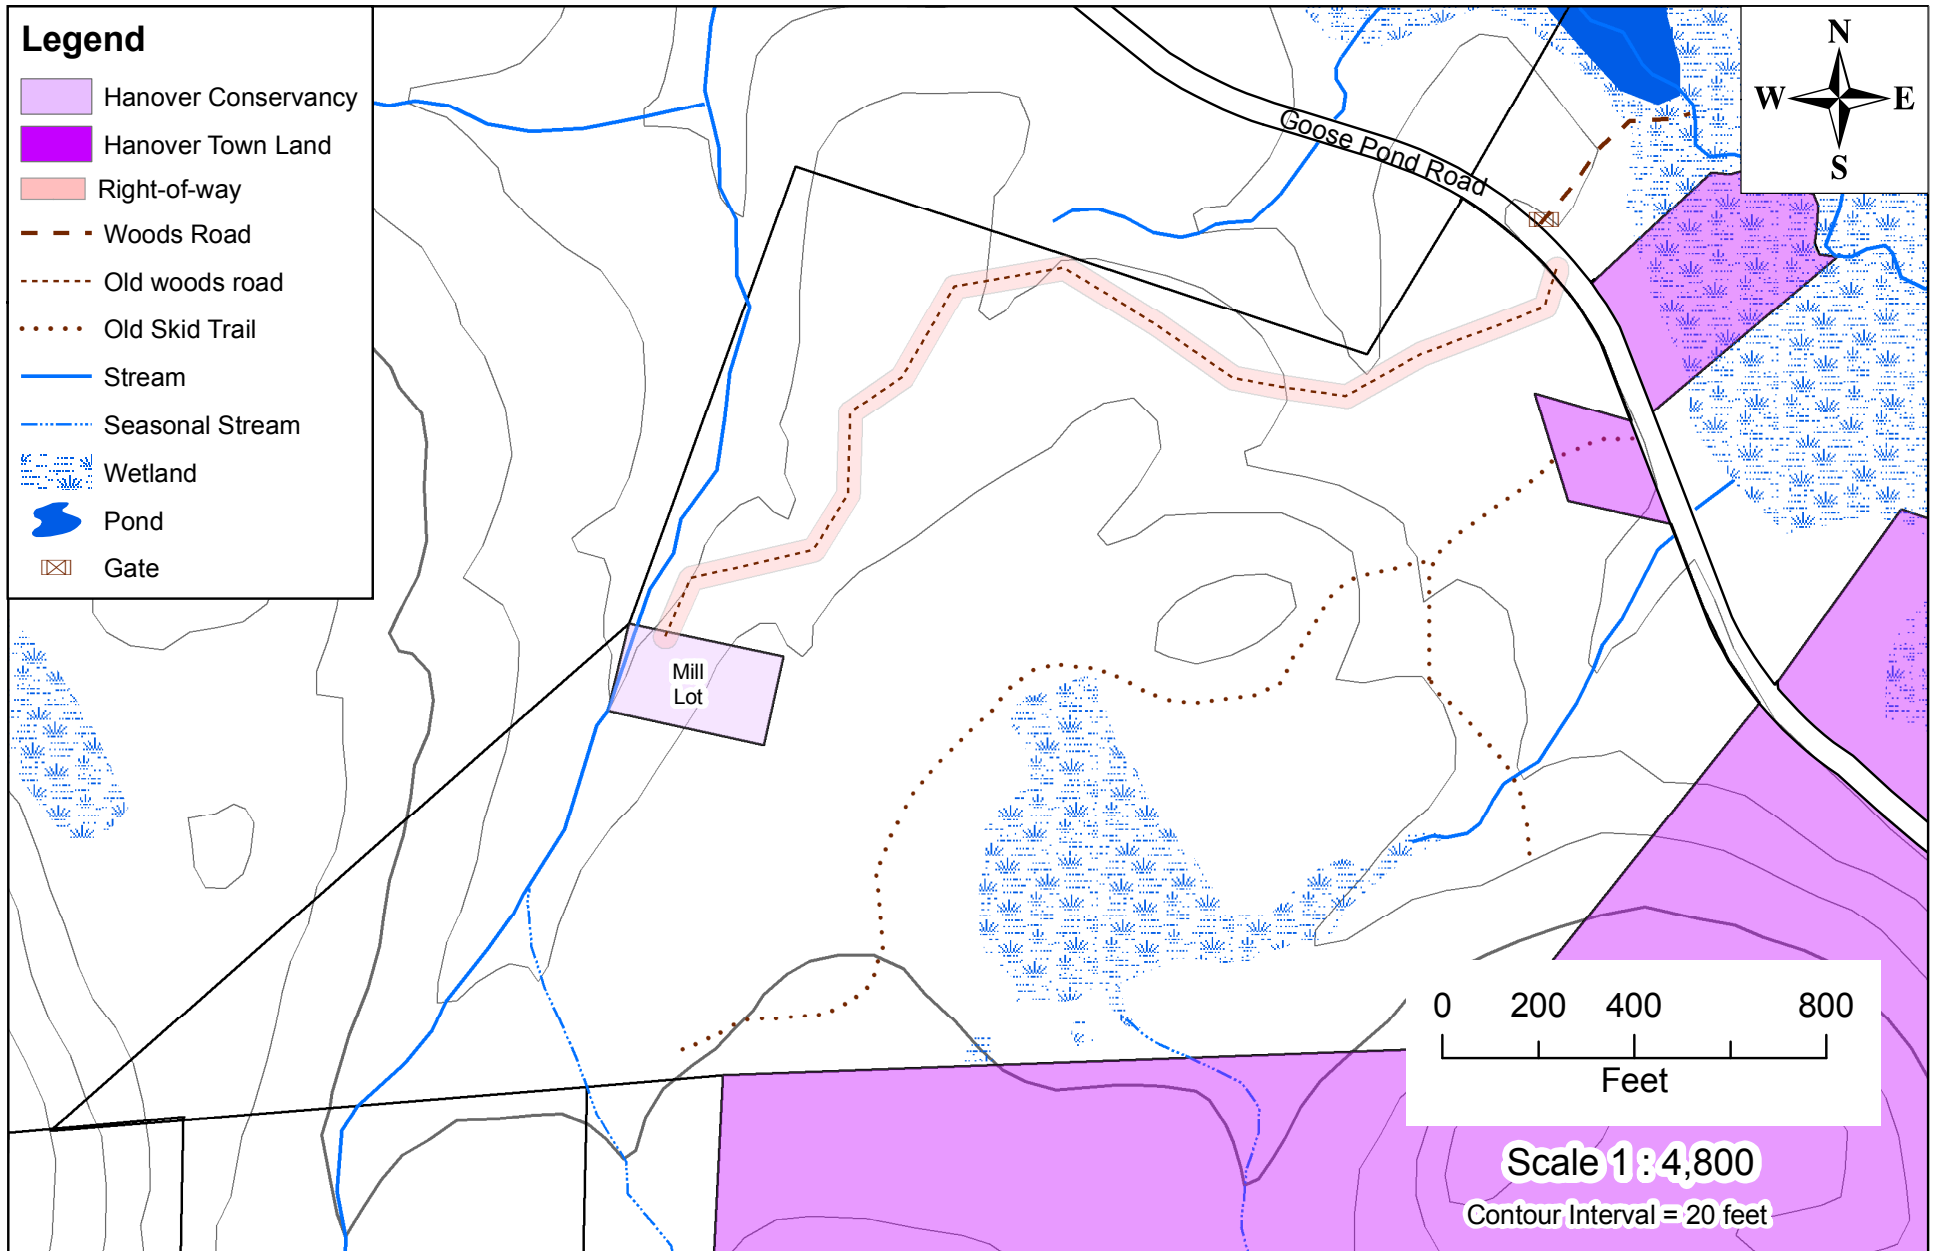 Legend
Hanover Conservancy
Hanover Town Land
Right-of-way
Woods Road
Old woods road
Old Skid Trail
Stream
Seasonal Stream
Wetland
Pond
Gate
Goose Pond Road
N
W E
S
Mill
Lot
0 200 400 800
Feet
Scale 1 : 4,800
Contour Interval = 20 feet